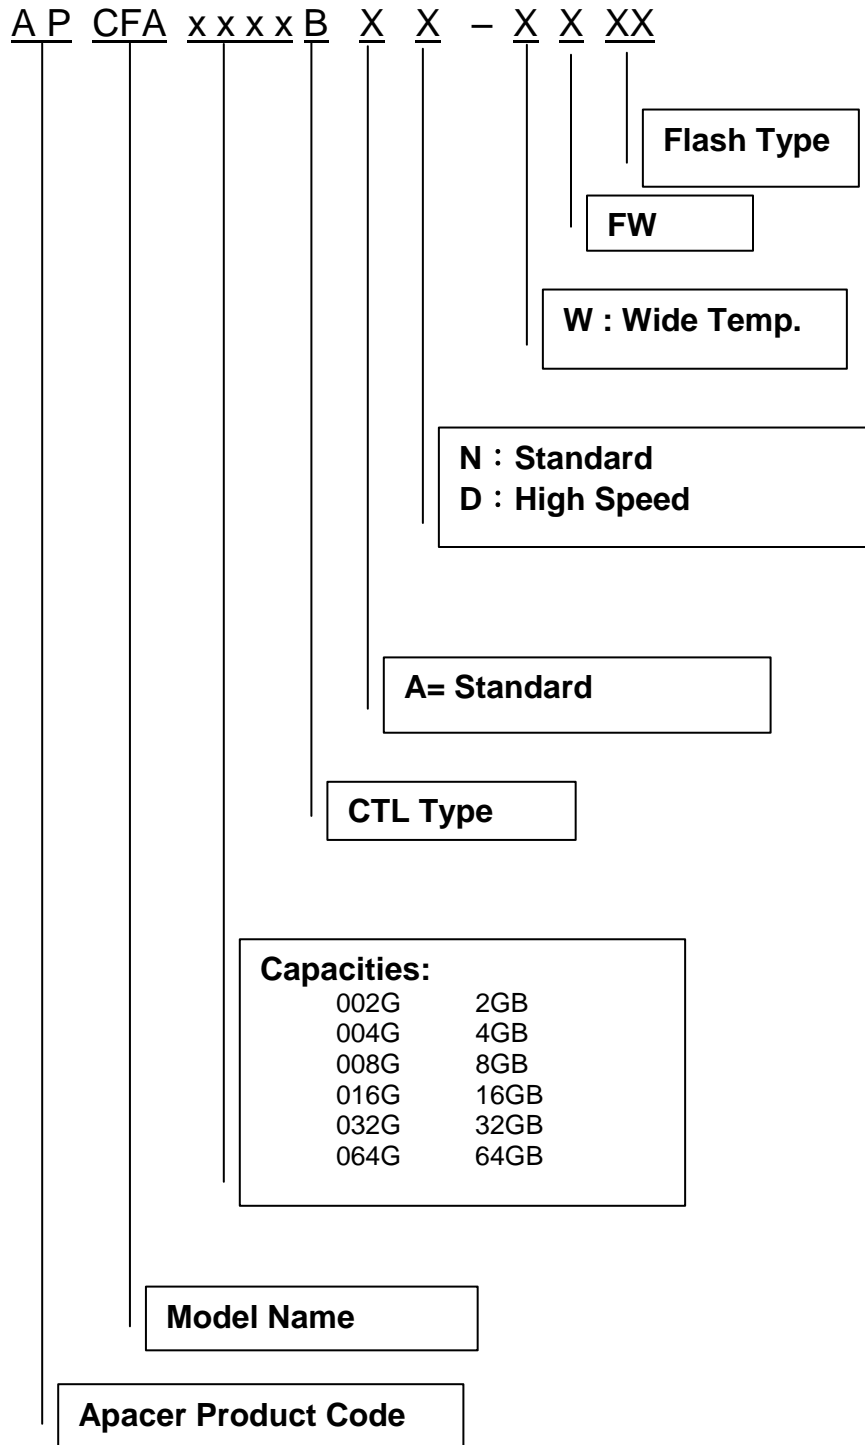 A P CFA x x x x B X X – X X XX
Flash Type
FW
W : Wide Temp.
N：Standard
D：High Speed
A= Standard
CTL Type
Capacities:
002G 2GB
004G 4GB
008G 8GB
016G 16GB
032G 32GB
064G 64GB
Model Name
Apacer Product Code